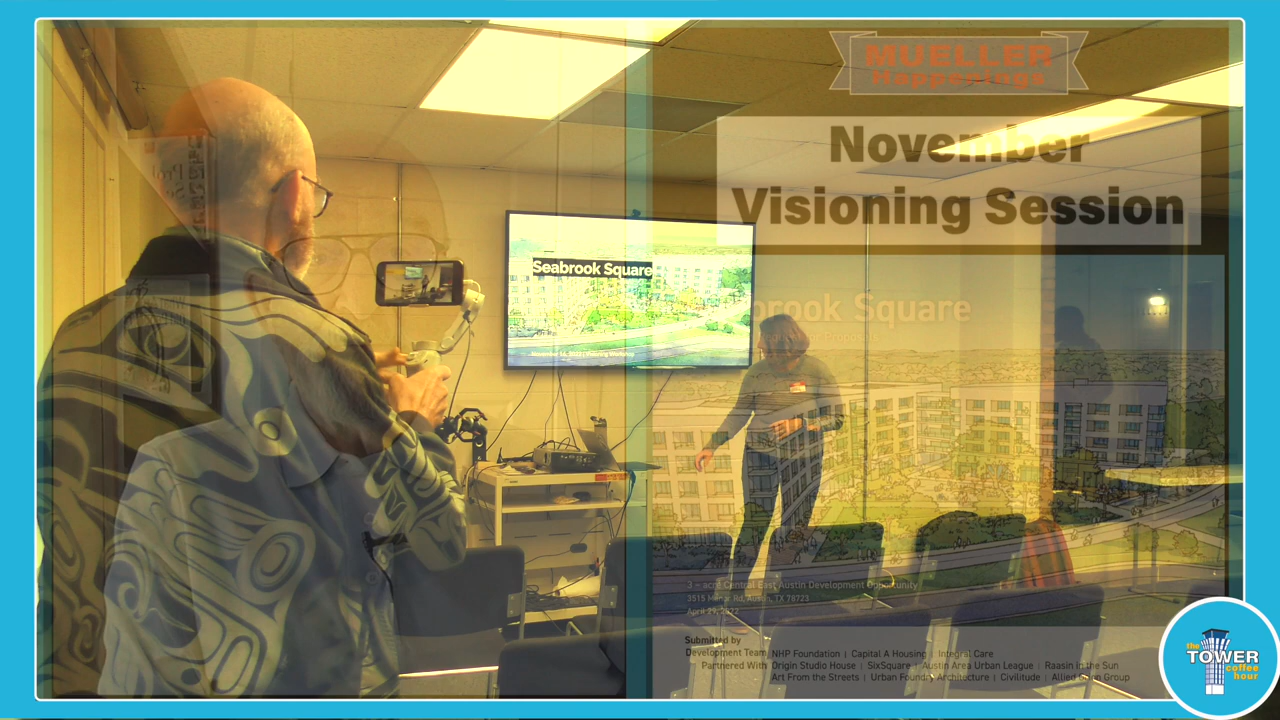 MUELLER
Happenings
November
Visioning Session
Seabrook Square
brook Square
3 - acre Central East Austin Development Opportunity
3515 Manor Rd, Austin, TX 78723
April 29, 2022
Submitted by
Development Team NHP Foundation | Capital A Housing | Integral Care
Partnered With Origin Studio House | SixSquare | Austin Area Urban League | Raasin in the Sun
Art From the Streets | Urban Foundry Architecture | Civilitude | Allied Group
the
TOWER
coffee
hour